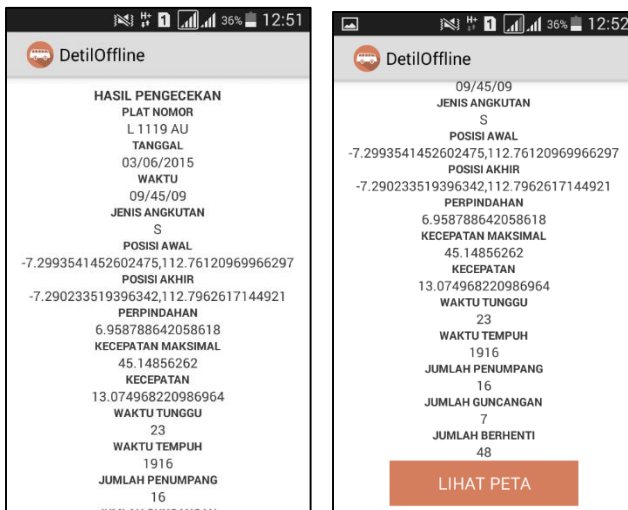 36% 12:51
DetilOffline
HASIL PENGECEKAN
PLAT NOMOR
L 1119 AU
TANGGAL
03/06/2015
WAKTU
09/45/09
JENIS ANGKUTAN
S
POSISI AWAL
-7.2993541452602475,112.76120969966297
POSISI AKHIR
-7.290233519396342,112.7962617144921
PERPINDAHAN
6.958788642058618
KECEPATAN MAKSIMAL
45.14856262
KECEPATAN
13.074968220986964
WAKTU TUNGGU
23
WAKTU TEMPUH
1916
JUMLAH PENUMPANG
16
1 36% 12:52
DetilOffline
09/45/09
JENIS ANGKUTAN
S
POSISI AWAL
-7.2993541452602475,112.76120969966297
POSISI AKHIR
-7.290233519396342,112.7962617144921
PERPINDAHAN
6.958788642058618
KECEPATAN MAKSIMAL
45.14856262
KECEPATAN
13.074968220986964
WAKTU TUNGGU
23
WAKTU TEMPUH
1916
JUMLAH PENUMPANG
16
JUMLAH GUNCANGAN
7
JUMLAH BERHENTI
48
LIHAT PETA